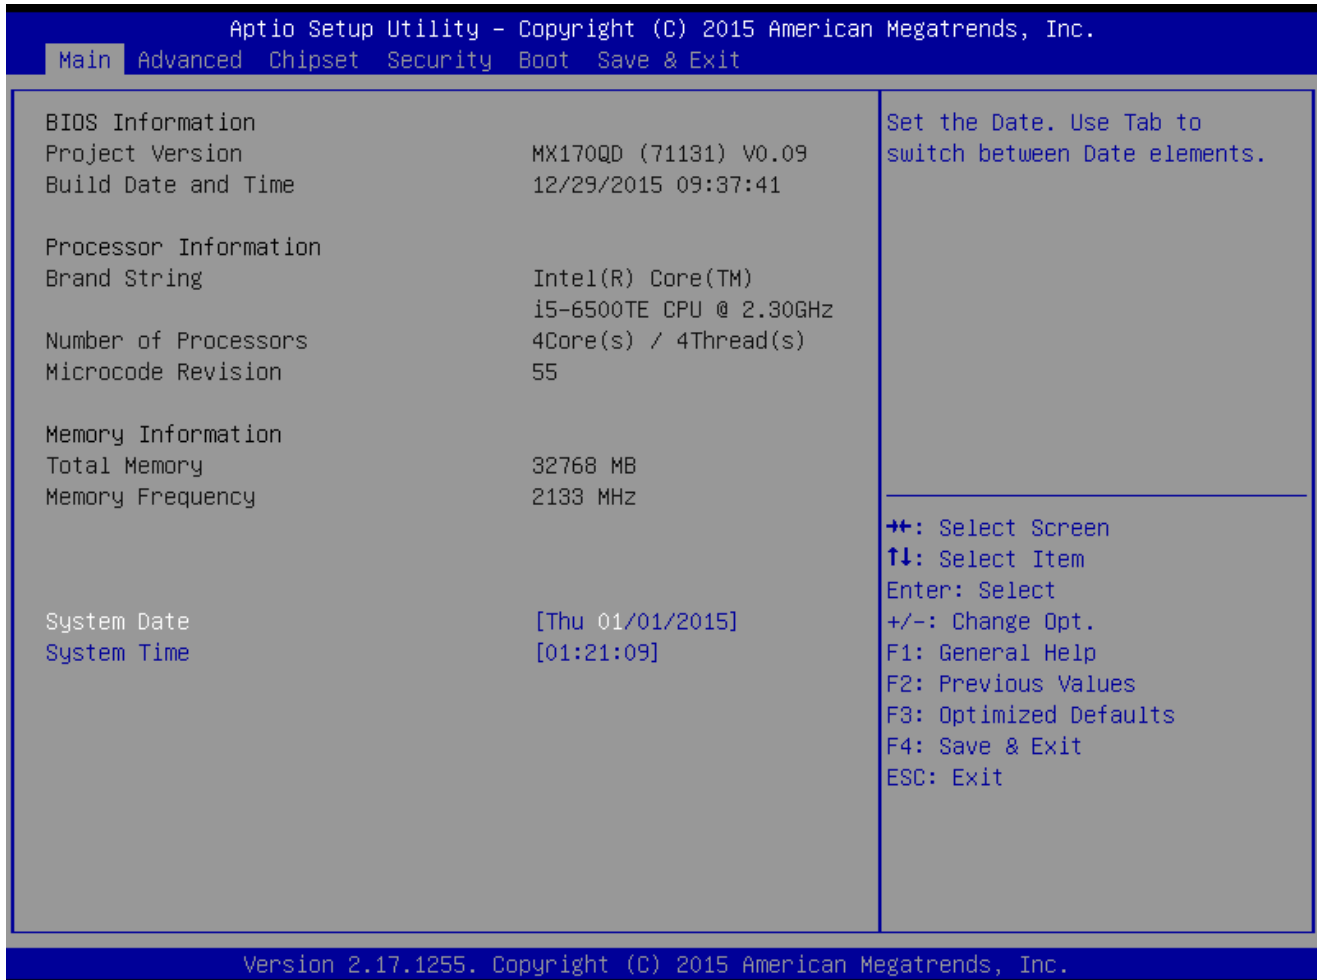 Aptio Setup Utility – Copyright (C) 2015 American Megatrends, Inc.
Main Advanced Chipset Security Boot Save & Exit
BIOS Information
Project Version MX170QD (71131) V0.09
Build Date and Time 12/29/2015 09:37:41
Processor Information
Brand String Intel(R) Core(TM)
i5-6500TE CPU @ 2.30GHz
Number of Processors 4Core(s) / 4Thread(s)
Microcode Revision 55
Memory Information
Total Memory 32768 MB
Memory Frequency 2133 MHz
System Date [Thu 01/01/2015]
System Time [01:21:09]
Set the Date. Use Tab to
switch between Date elements.
→←: Select Screen
↑↓: Select Item
Enter: Select
+/-: Change Opt.
F1: General Help
F2: Previous Values
F3: Optimized Defaults
F4: Save & Exit
ESC: Exit
Version 2.17.1255. Copyright (C) 2015 American Megatrends, Inc.